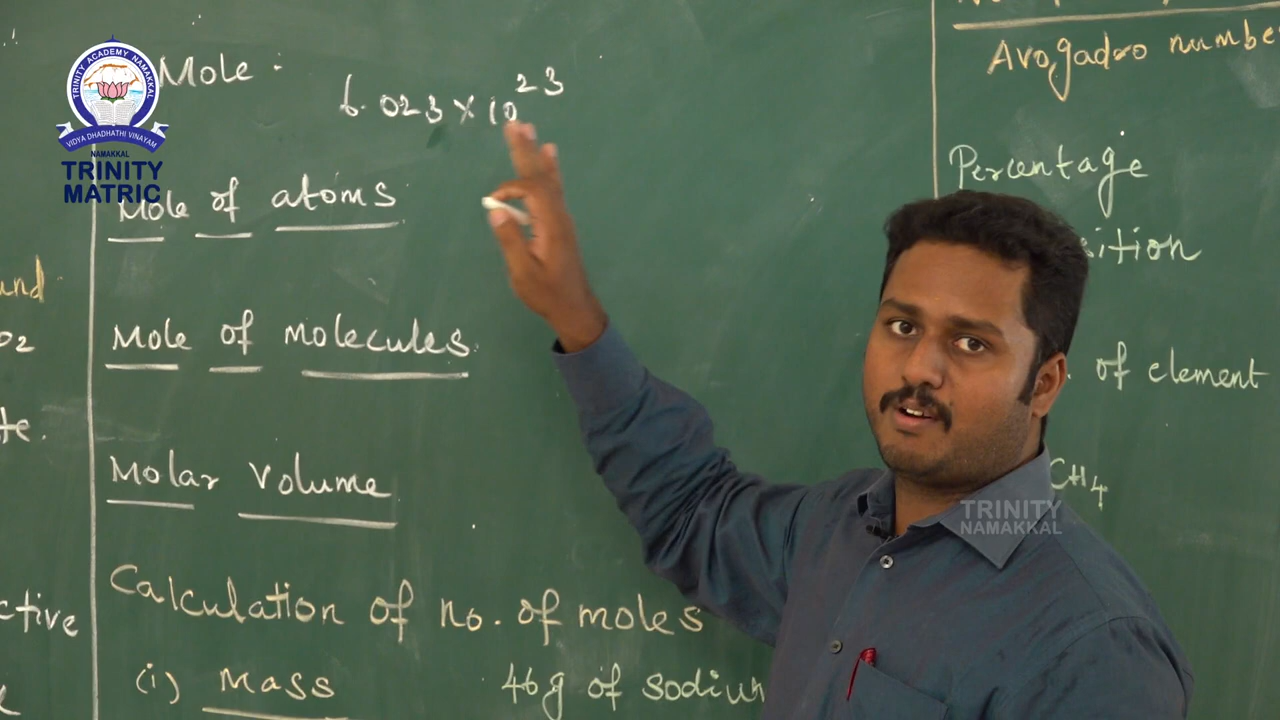 TRINITY ACADEMY NAMAKKAL
VIDYA DHADHATHI VINAYAM
NAMAKKAL
TRINITY
MATRIC
Mole :
6.023 × 10²³
Mole of atoms
Mole of molecules
Molar Volume
Calculation of no. of moles
(i) Mass
46g of sodium
O2
te.
ctive
Avogadro numbe
Percentage
sition
of element
CH4
TRINITY
NAMAKKAL